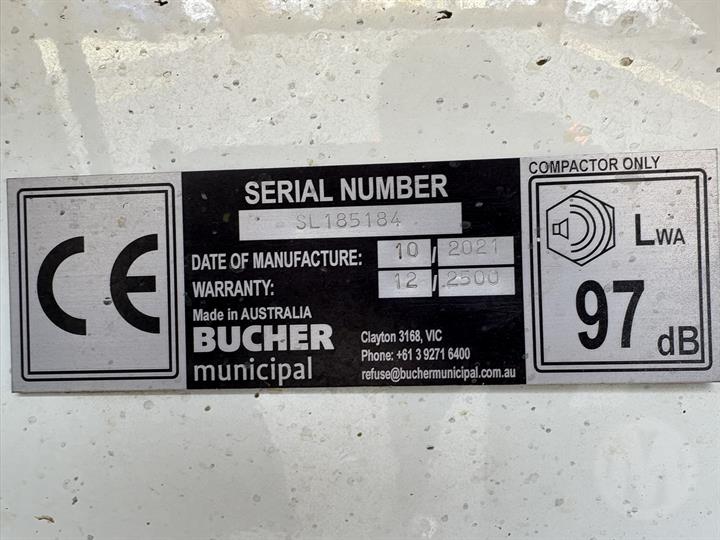 CE
SERIAL NUMBER
SL185184
DATE OF MANUFACTURE: 10 / 2021
WARRANTY: 12 / 2500
Made in AUSTRALIA
BUCHER
municipal
Clayton 3168, VIC
Phone: +61 3 9271 6400
refuse@buchermunicipal.com.au
COMPACTOR ONLY
LWA
97 dB